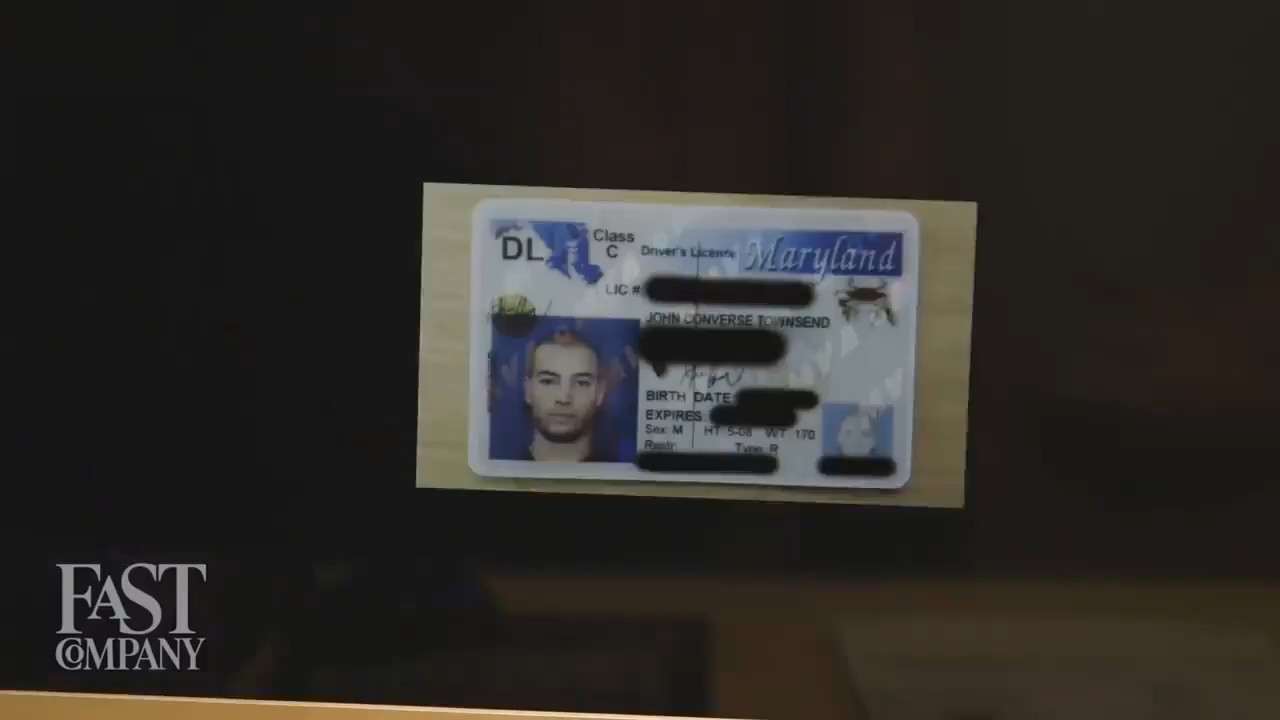 DL
Class
C
Driver's License
Maryland
LIC #
JOHN CONVERSE TOWNSEND
BIRTH DATE:
EXPIRES:
Sex: M HT 5-08 WT 170
Restr: Type: R
FAST
COMPANY